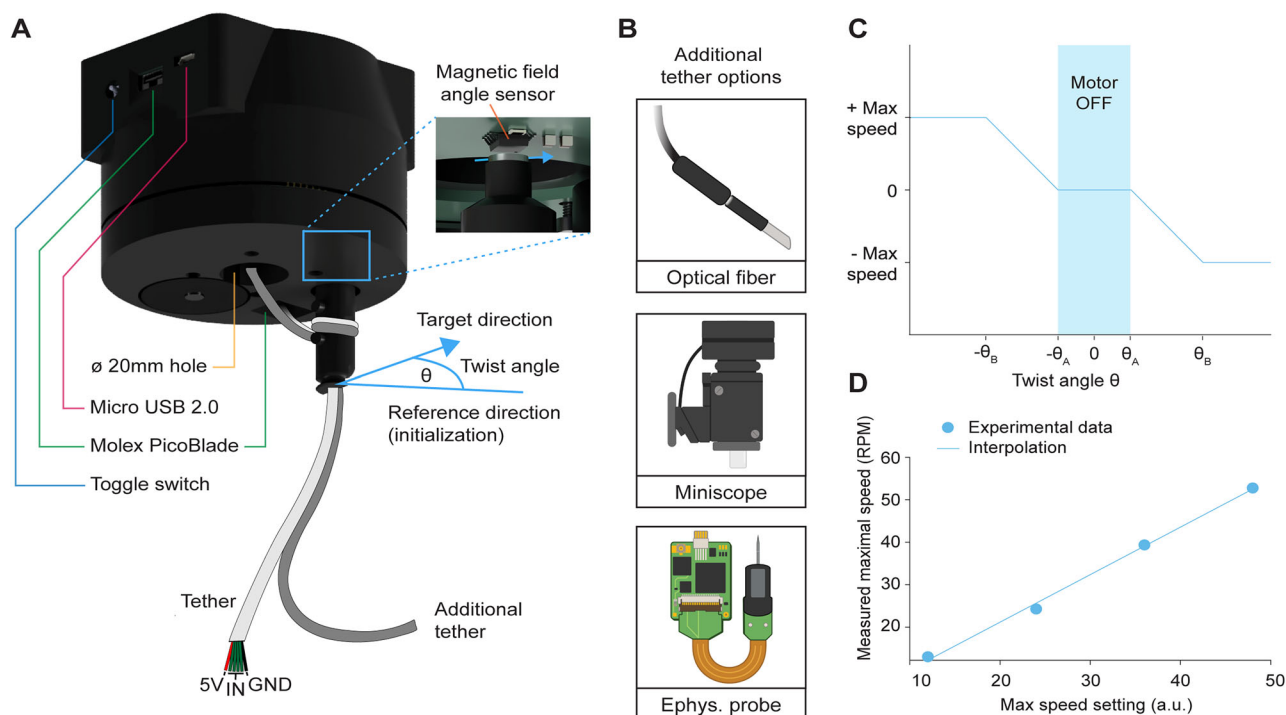 A
Magnetic field
angle sensor
Target direction
θ
Twist angle
Reference direction
(initialization)
ø 20mm hole
Micro USB 2.0
Molex PicoBlade
Toggle switch
Tether
Additional
tether
5V IN GND
B
Additional
tether options
Optical fiber
Miniscope
Ephys. probe
C
Motor
OFF
+ Max
speed
0
- Max
speed
-θB
-θA
0
θA
θB
Twist angle θ
D
Experimental data
Interpolation
Measured maximal speed (RPM)
60
50
40
30
20
10
20
30
40
50
Max speed setting (a.u.)